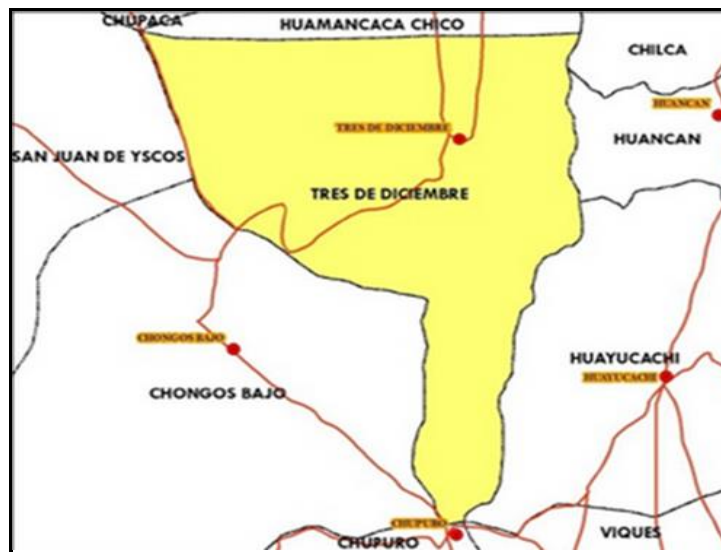 CHUPACA
HUAMANCACA CHICO
CHILCA
HUANCAN
TRES DE DICIEMBRE
HUANCAN
SAN JUAN DE YSCOS
TRES DE DICIEMBRE
CHONGOS BAJO
HUAYUCACHI
HUAYUCACHI
CHONGOS BAJO
CHUPURO
VIQUES
CHUPURO